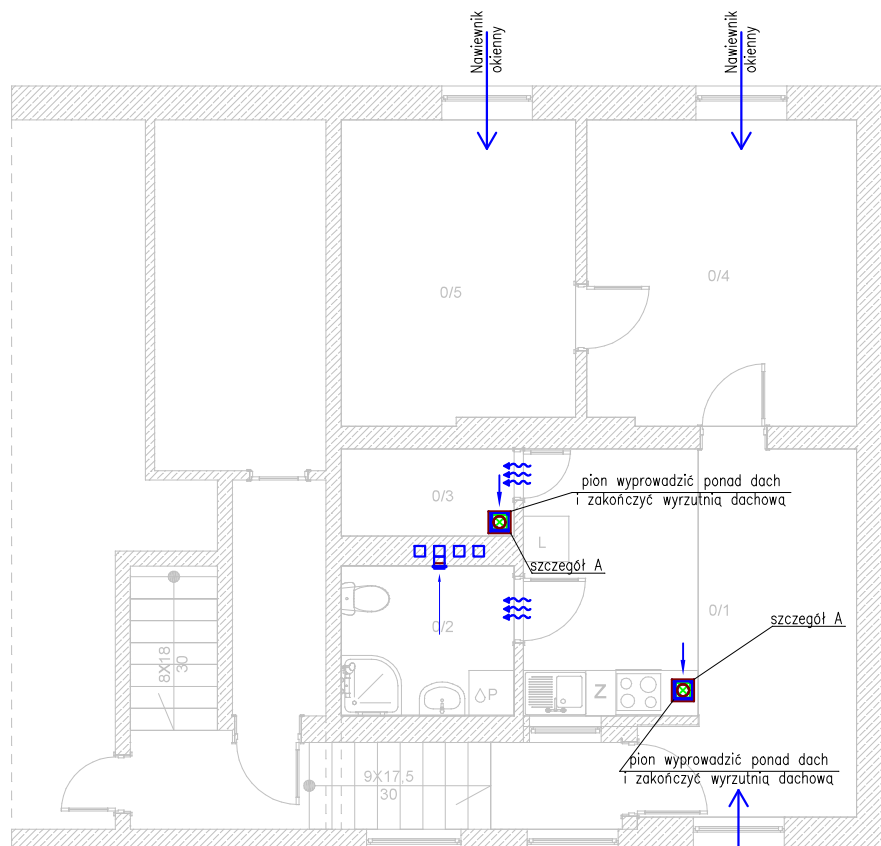 Nawiewnik
okienny
Nawiewnik
okienny
0/5
0/4
0/3
pion wyprowadzić ponad dach
i zakończyć wyrzutnią dachową
L
szczegół A
0/2
0/1
szczegół A
8X18
30
P
Z
pion wyprowadzić ponad dach
i zakończyć wyrzutnią dachową
9X17,5
30